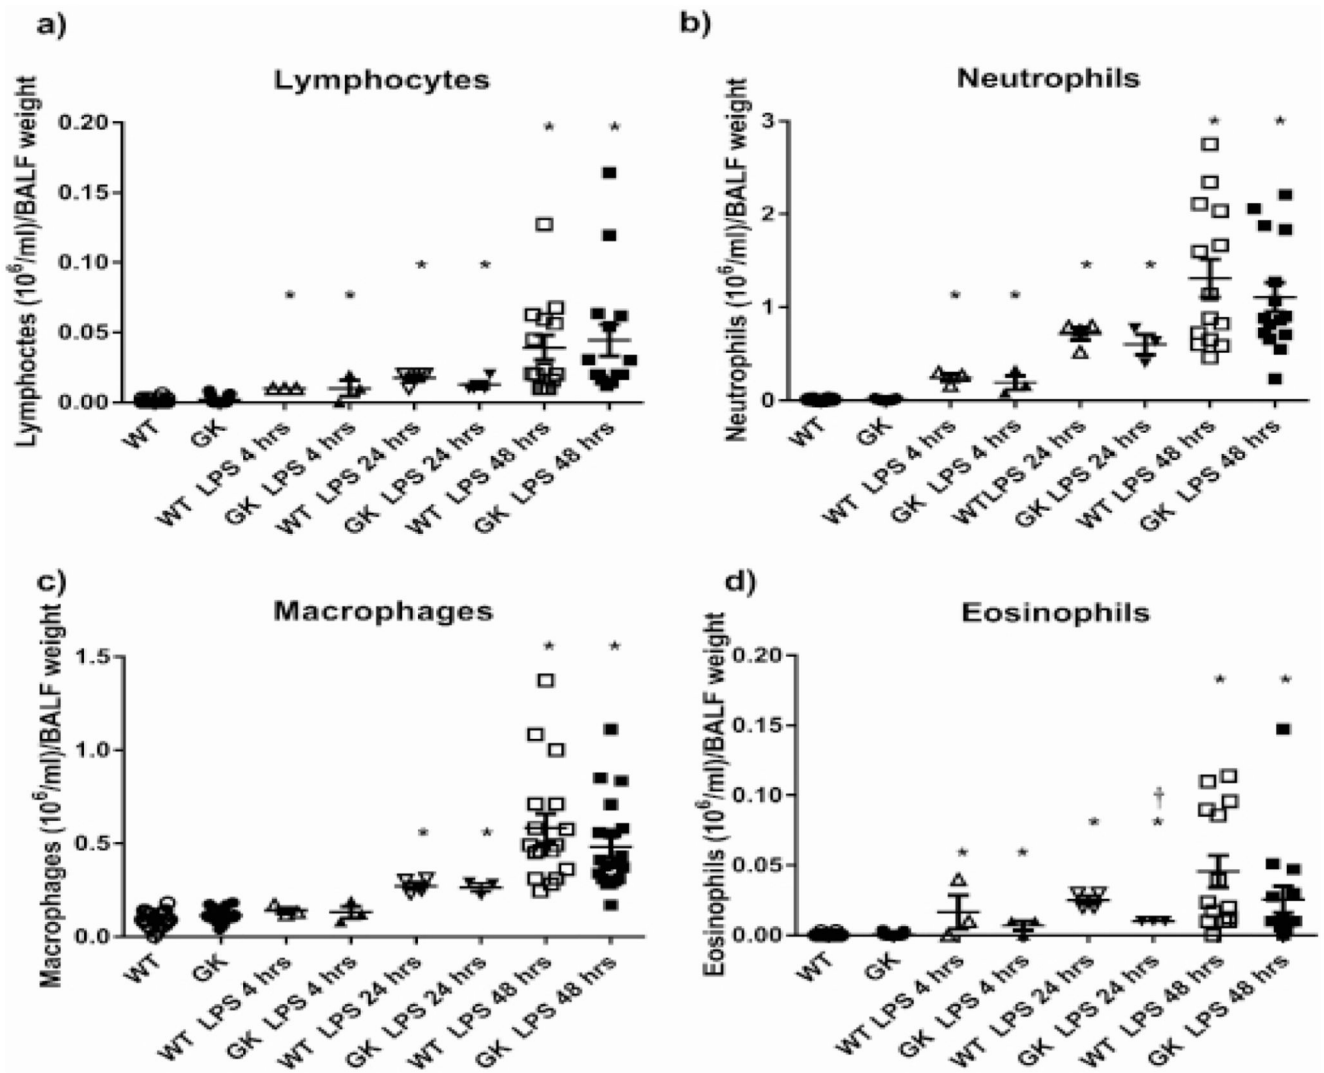 a)
Lymphocytes
Lymphoctes (10⁶/ml)/BALF weight
0.20
0.15
0.10
0.05
0.00
* * * * * *
WT
GK
WT LPS 4 hrs
GK LPS 4 hrs
WT LPS 24 hrs
GK LPS 24 hrs
WT LPS 48 hrs
GK LPS 48 hrs
b)
Neutrophils
Neutrophils (10⁶/ml)/BALF weight
3
2
1
0
* * * * * *
WT
GK
WT LPS 4 hrs
GK LPS 4 hrs
WTLPS 24 hrs
GK LPS 24 hrs
WT LPS 48 hrs
GK LPS 48 hrs
c)
Macrophages
Macrophages (10⁶/ml)/BALF weight
1.5
1.0
0.5
0.0
* * * *
WT
GK
WT LPS 4 hrs
GK LPS 4 hrs
WT LPS 24 hrs
GK LPS 24 hrs
WT LPS 48 hrs
GK LPS 48 hrs
d)
Eosinophils
Eosinophils (10⁶/ml)/BALF weight
0.20
0.15
0.10
0.05
0.00
†
* * * * * *
WT
GK
WT LPS 4 hrs
GK LPS 4 hrs
WT LPS 24 hrs
GK LPS 24 hrs
WT LPS 48 hrs
GK LPS 48 hrs